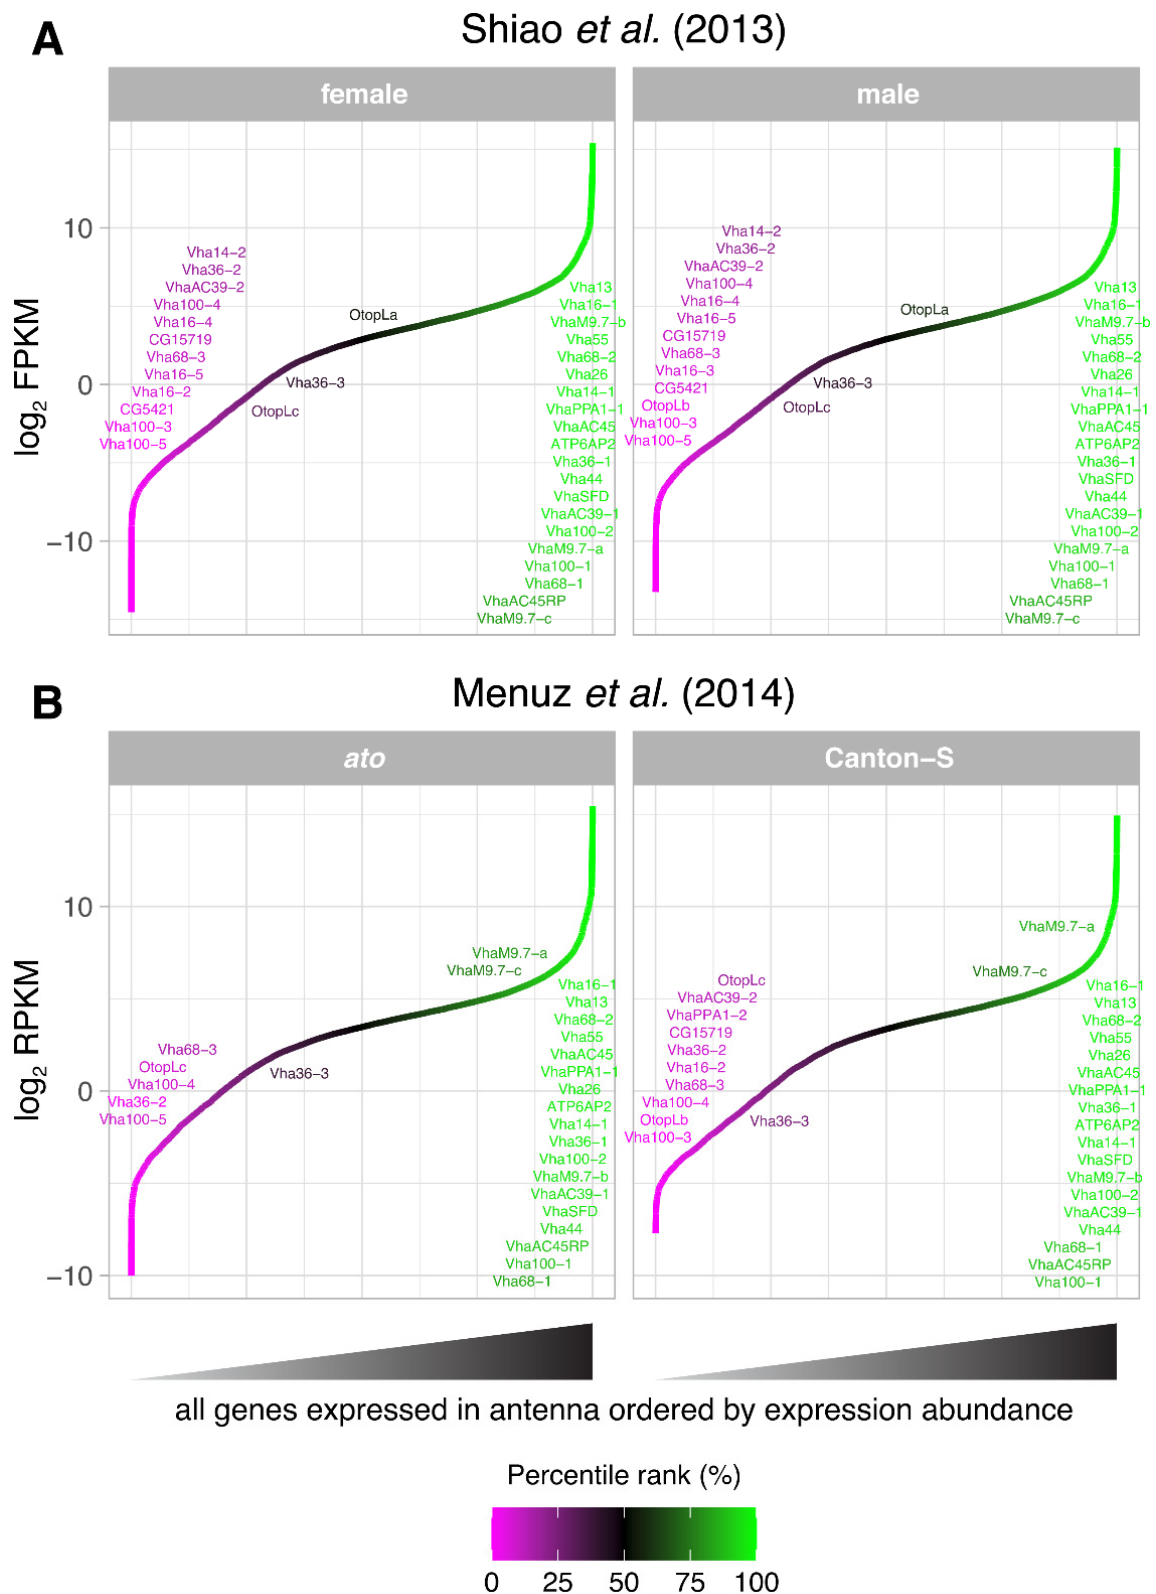 A
Shiao et al. (2013)
female
male
log2 FPKM
10
0
−10
Vha14−2
Vha36−2
VhaAC39−2
Vha100−4
Vha16−4
CG15719
Vha68−3
Vha16−5
Vha16−2
CG5421
Vha100−3
Vha100−5
OtopLa
Vha36−3
OtopLc
Vha13
Vha16−1
VhaM9.7−b
Vha55
Vha68−2
Vha26
Vha14−1
VhaPPA1−1
VhaAC45
ATP6AP2
Vha36−1
Vha44
VhaSFD
VhaAC39−1
Vha100−2
VhaM9.7−a
Vha100−1
Vha68−1
VhaAC45RP
VhaM9.7−c
Vha14−2
Vha36−2
VhaAC39−2
Vha100−4
Vha16−4
Vha16−5
CG15719
Vha68−3
Vha16−3
CG5421
OtopLb
Vha100−3
Vha100−5
OtopLa
Vha36−3
OtopLc
Vha13
Vha16−1
VhaM9.7−b
Vha55
Vha68−2
Vha26
Vha14−1
VhaPPA1−1
VhaAC45
ATP6AP2
Vha36−1
VhaSFD
Vha44
VhaAC39−1
Vha100−2
VhaM9.7−a
Vha100−1
Vha68−1
VhaAC45RP
VhaM9.7−c
B
Menuz et al. (2014)
ato
Canton−S
log2 RPKM
10
0
−10
VhaM9.7−a
VhaM9.7−c
Vha68−3
OtopLc
Vha100−4
Vha36−2
Vha100−5
Vha36−3
Vha16−1
Vha13
Vha68−2
Vha55
VhaAC45
VhaPPA1−1
Vha26
ATP6AP2
Vha14−1
Vha36−1
Vha100−2
VhaM9.7−b
VhaAC39−1
VhaSFD
Vha44
VhaAC45RP
Vha100−1
Vha68−1
VhaM9.7−a
VhaM9.7−c
OtopLc
VhaAC39−2
VhaPPA1−2
CG15719
Vha36−2
Vha16−2
Vha68−3
Vha100−4
OtopLb
Vha100−3
Vha36−3
Vha16−1
Vha13
Vha68−2
Vha55
Vha26
VhaAC45
VhaPPA1−1
Vha36−1
ATP6AP2
Vha14−1
VhaSFD
VhaM9.7−b
Vha100−2
VhaAC39−1
Vha44
Vha68−1
VhaAC45RP
Vha100−1
all genes expressed in antenna ordered by expression abundance
Percentile rank (%)
0 25 50 75 100